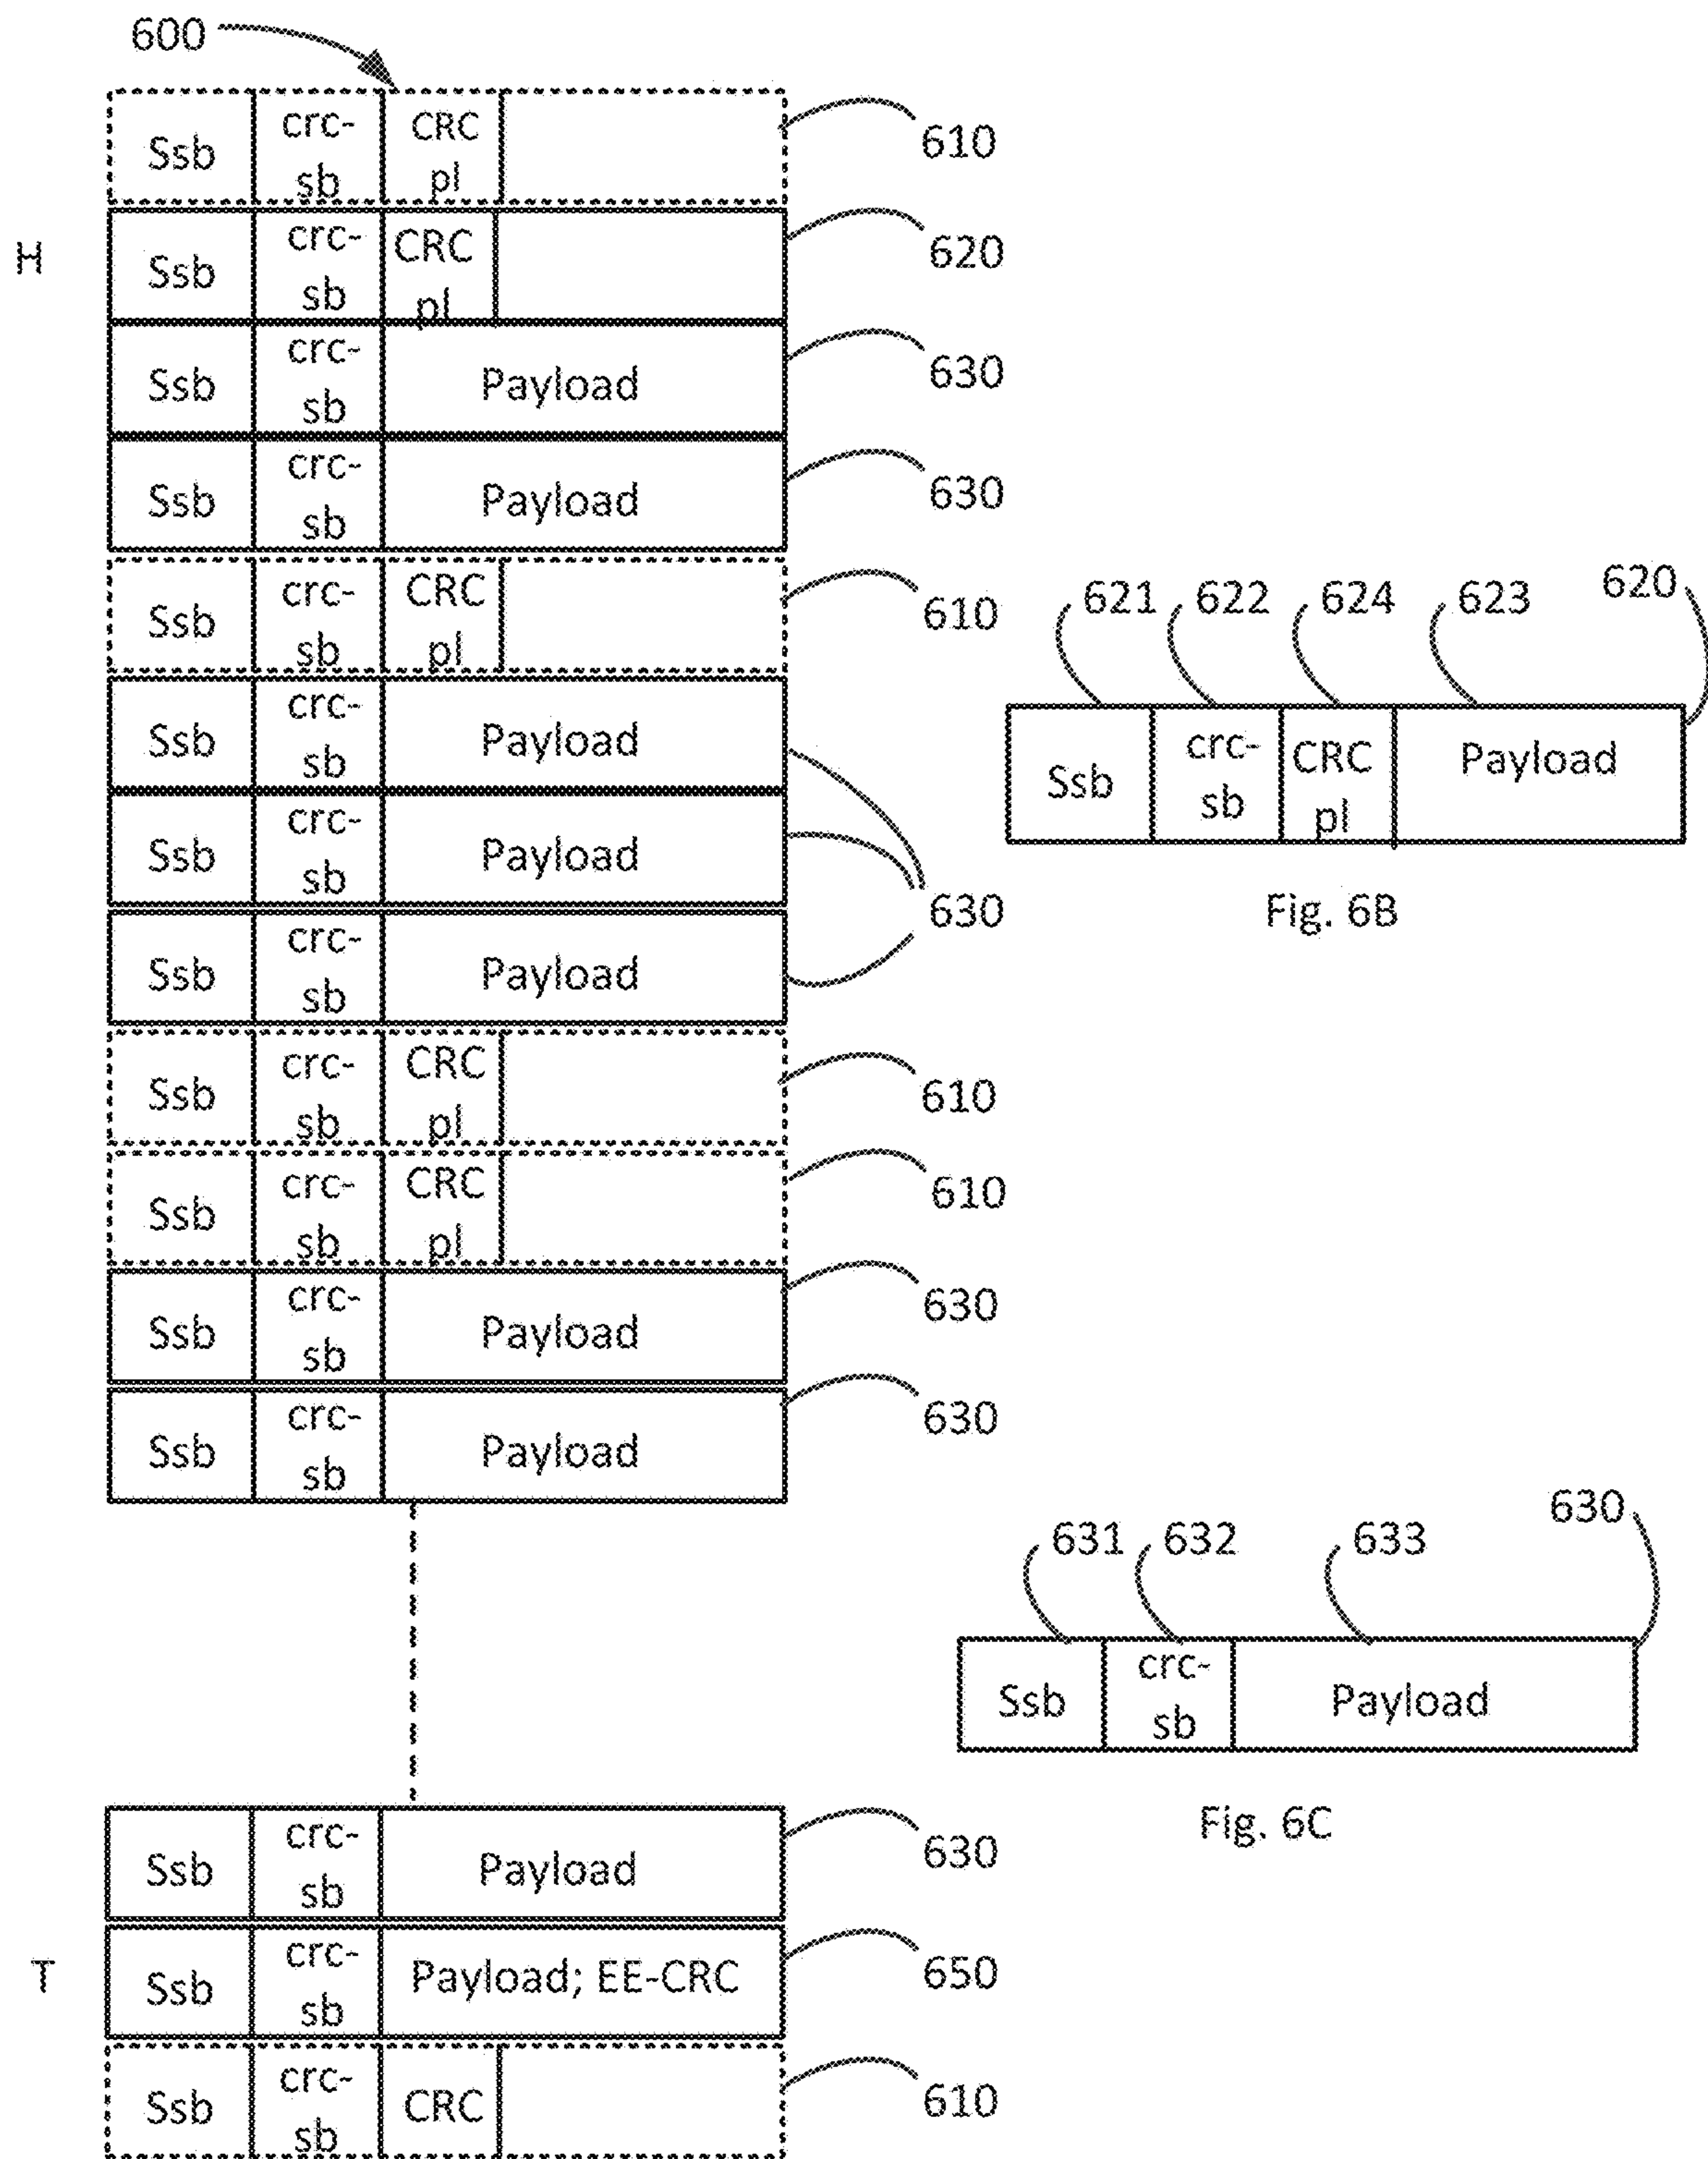 600
Ssb crc- sb CRC pl 610
H Ssb crc- sb CRC pl 620
Ssb crc- sb Payload 630
Ssb crc- sb Payload 630
Ssb crc- sb CRC pl 610
Ssb crc- sb Payload
Ssb crc- sb Payload 630
Ssb crc- sb Payload
Ssb crc- sb CRC pl 610
Ssb crc- sb CRC pl 610
Ssb crc- sb Payload 630
Ssb crc- sb Payload 630
Ssb crc- sb Payload 630
T Ssb crc- sb Payload; EE-CRC 650
Ssb crc- sb CRC 610
621 622 624 623 620
Ssb crc- sb CRC pl Payload
Fig. 6B
631 632 633 630
Ssb crc- sb Payload
Fig. 6C